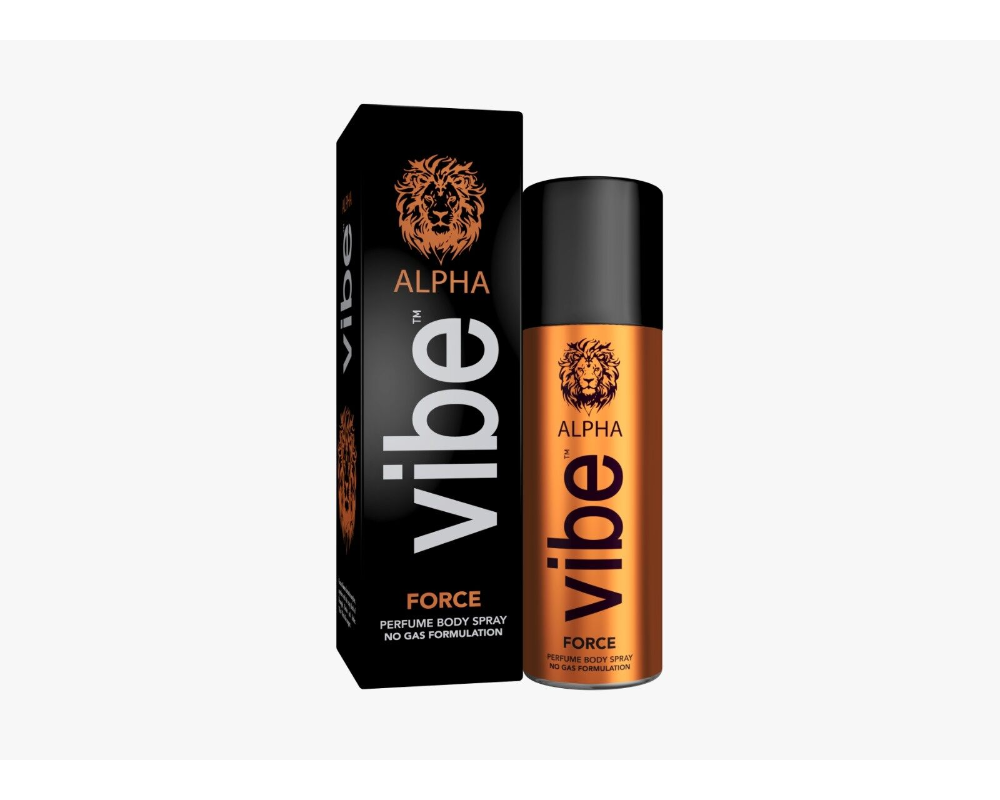 ALPHA
vibe™
FORCE
PERFUME BODY SPRAY
NO GAS FORMULATION
ALPHA
vibe
ALPHA
vibe™
FORCE
PERFUME BODY SPRAY
NO GAS FORMULATION